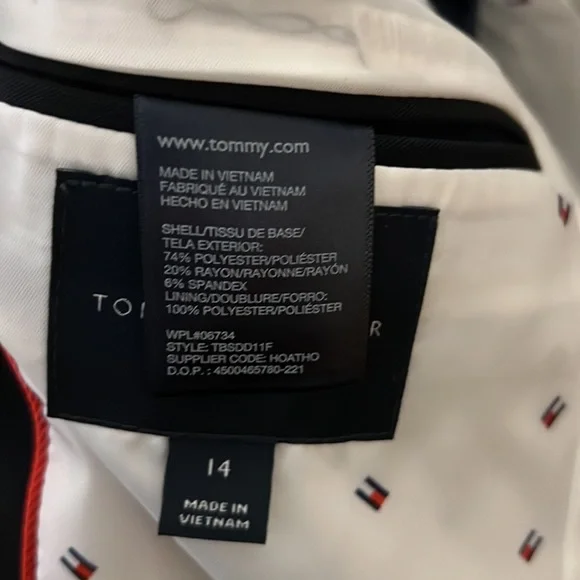 www.tommy.com
MADE IN VIETNAM
FABRIQUÉ AU VIETNAM
HECHO EN VIETNAM
SHELL/TISSU DE BASE/
TELA EXTERIOR:
74% POLYESTER/POLIÉSTER
20% RAYON/RAYONNE/RAYÓN
6% SPANDEX
LINING/DOUBLURE/FORRO:
100% POLYESTER/POLIÉSTER
WPL#06734
STYLE: TBSDD11F
SUPPLIER CODE: HOATHO
D.O.P. : 4500465780-221
14
MADE IN
VIETNAM